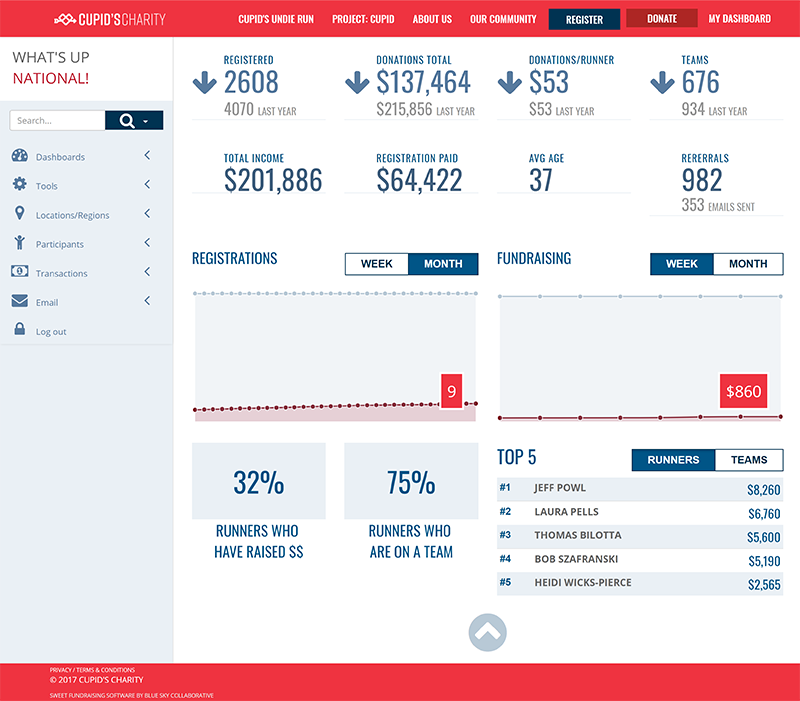 CUPID'S CHARITY
CUPID'S UNDIE RUN
PROJECT: CUPID
ABOUT US
OUR COMMUNITY
REGISTER
DONATE
MY DASHBOARD
WHAT'S UP
NATIONAL!
Search...
Dashboards
Tools
Locations/Regions
Participants
Transactions
Email
Log out
REGISTERED
2608
4070 LAST YEAR
DONATIONS TOTAL
$137,464
$215,856 LAST YEAR
DONATIONS/RUNNER
$53
$53 LAST YEAR
TEAMS
676
934 LAST YEAR
TOTAL INCOME
$201,886
REGISTRATION PAID
$64,422
AVG AGE
37
RERERRALS
982
353 EMAILS SENT
REGISTRATIONS
WEEK
MONTH
9
FUNDRAISING
WEEK
MONTH
$860
32%
RUNNERS WHO
HAVE RAISED $$
75%
RUNNERS WHO
ARE ON A TEAM
TOP 5
RUNNERS
TEAMS
#1 JEFF POWL $8,260
#2 LAURA PELLS $6,760
#3 THOMAS BILOTTA $5,600
#4 BOB SZAFRANSKI $5,190
#5 HEIDI WICKS-PIERCE $2,565
PRIVACY / TERMS & CONDITIONS
© 2017 CUPID'S CHARITY
SWEET FUNDRAISING SOFTWARE BY BLUE SKY COLLABORATIVE